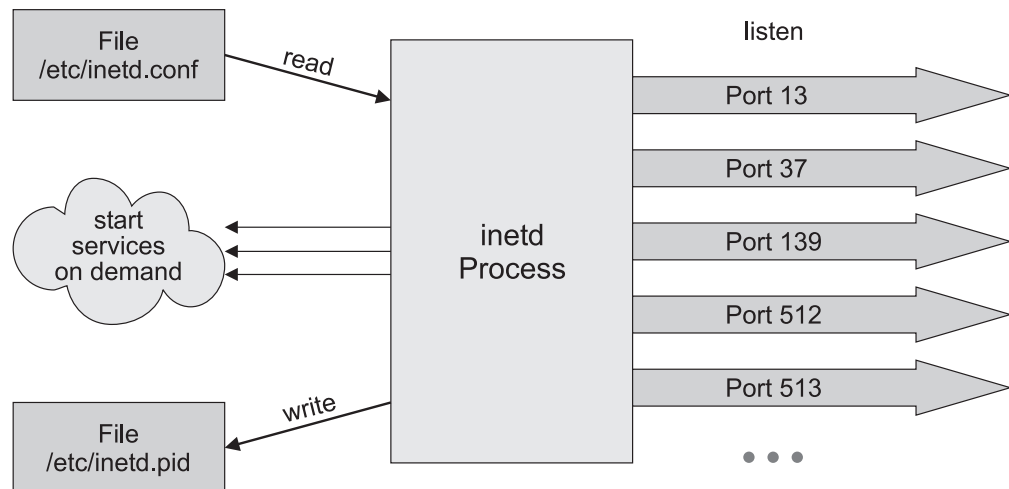 File
/etc/inetd.conf
read
listen
Port 13
Port 37
start
services
on demand
inetd
Process
Port 139
Port 512
Port 513
write
File
/etc/inetd.pid